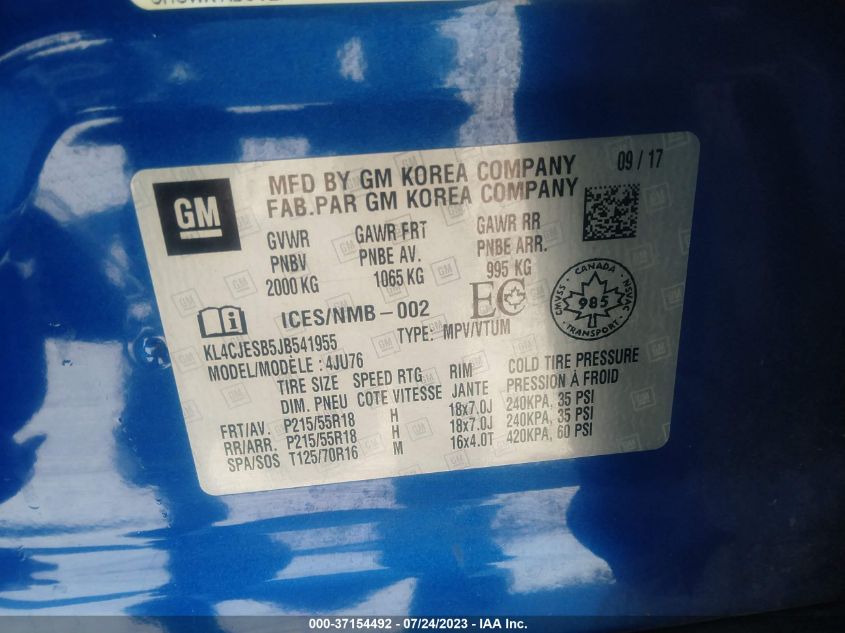 MFD BY GM KOREA COMPANY 09 / 17
FAB.PAR GM KOREA COMPANY
GM
GVWR GAWR FRT GAWR RR
PNBV PNBE AV. PNBE ARR.
2000 KG 1065 KG 995 KG
ICES/NMB-002 EC
CANADA CMVSS 985 NSVAC TRANSPORT
KL4CJESB5JB541955 TYPE: MPV/VTUM
MODEL/MODÈLE: 4JU76
TIRE SIZE SPEED RTG RIM COLD TIRE PRESSURE
DIM. PNEU COTE VITESSE JANTE PRESSION À FROID
FRT/AV. P215/55R18 H 18x7.0J 240KPA, 35 PSI
RR/ARR. P215/55R18 H 18x7.0J 240KPA, 35 PSI
SPA/SOS T125/70R16 M 16x4.0T 420KPA, 60 PSI
000-37154492 - 07/24/2023 - IAA Inc.